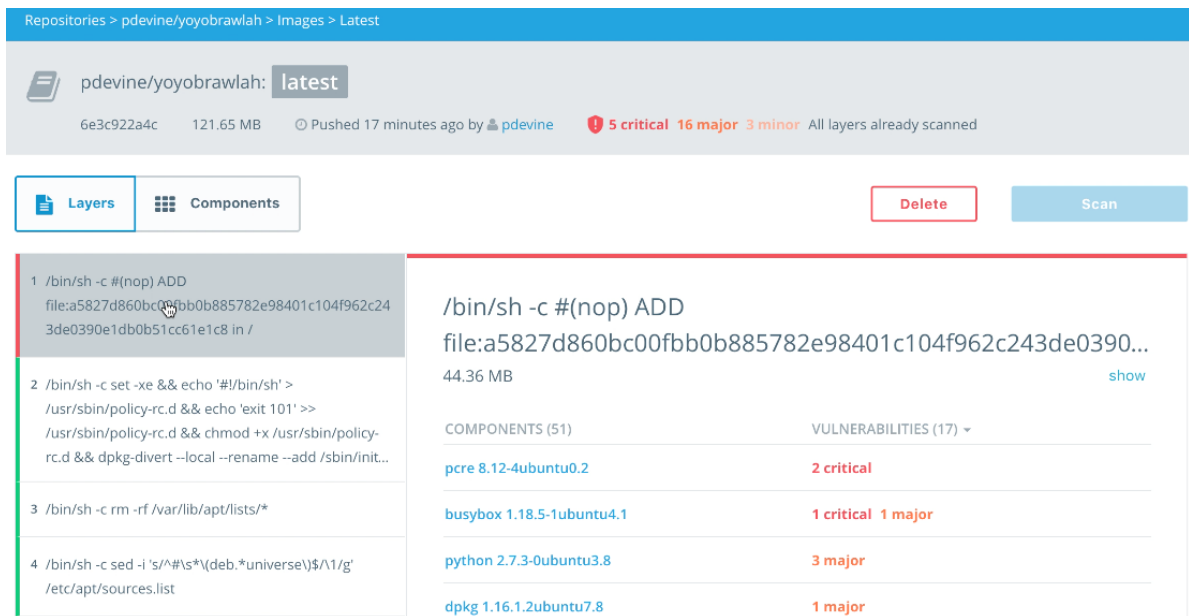 Repositories > pdevine/yoyobrawlah > Images > Latest
pdevine/yoyobrawlah: latest
6e3c922a4c 121.65 MB Pushed 17 minutes ago by pdevine 5 critical 16 major 3 minor All layers already scanned
Layers Components Delete Scan
1 /bin/sh -c #(nop) ADD
file:a5827d860bc00fbb0b885782e98401c104f962c24
3de0390e1db0b51cc61e1c8 in /
2 /bin/sh -c set -xe && echo '#!/bin/sh' >
/usr/sbin/policy-rc.d && echo 'exit 101' >>
/usr/sbin/policy-rc.d && chmod +x /usr/sbin/policy-
rc.d && dpkg-divert --local --rename --add /sbin/init...
3 /bin/sh -c rm -rf /var/lib/apt/lists/*
4 /bin/sh -c sed -i 's/^#\s*\(deb.*universe\)$/\1/g'
/etc/apt/sources.list
/bin/sh -c #(nop) ADD
file:a5827d860bc00fbb0b885782e98401c104f962c243de0390...
44.36 MB show
COMPONENTS (51) VULNERABILITIES (17)
pcre 8.12-4ubuntu0.2 2 critical
busybox 1.18.5-1ubuntu4.1 1 critical 1 major
python 2.7.3-0ubuntu3.8 3 major
dpkg 1.16.1.2ubuntu7.8 1 major